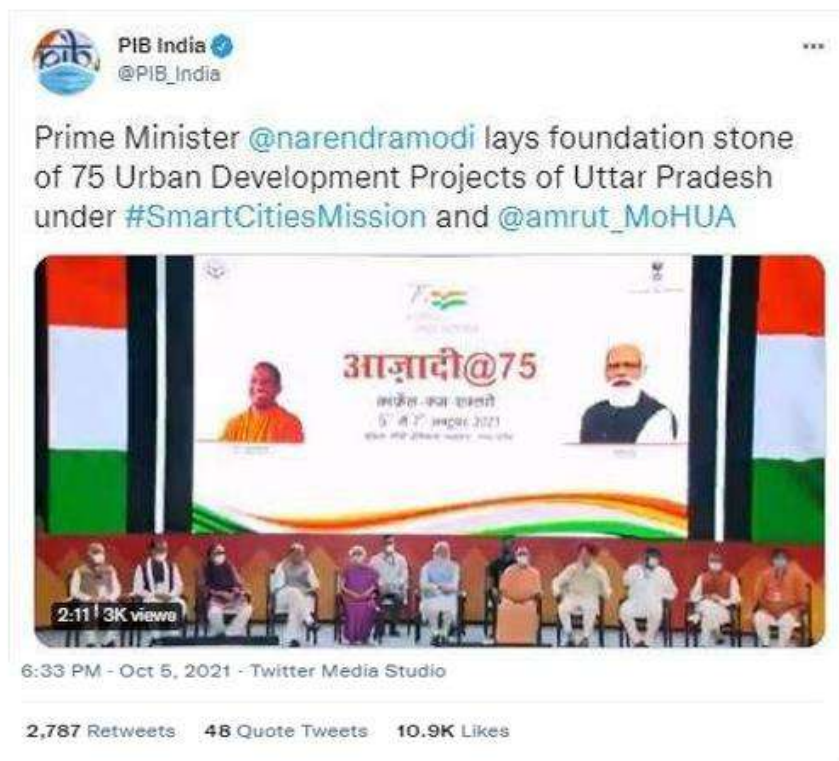 PIB India
@PIB_India
Prime Minister @narendramodi lays foundation stone
of 75 Urban Development Projects of Uttar Pradesh
under #SmartCitiesMission and @amrut_MoHUA
आज़ादी@75
2021
2:11 3K views
6:33 PM - Oct 5, 2021 - Twitter Media Studio
2,787 Retweets 48 Quote Tweets 10.9K Likes